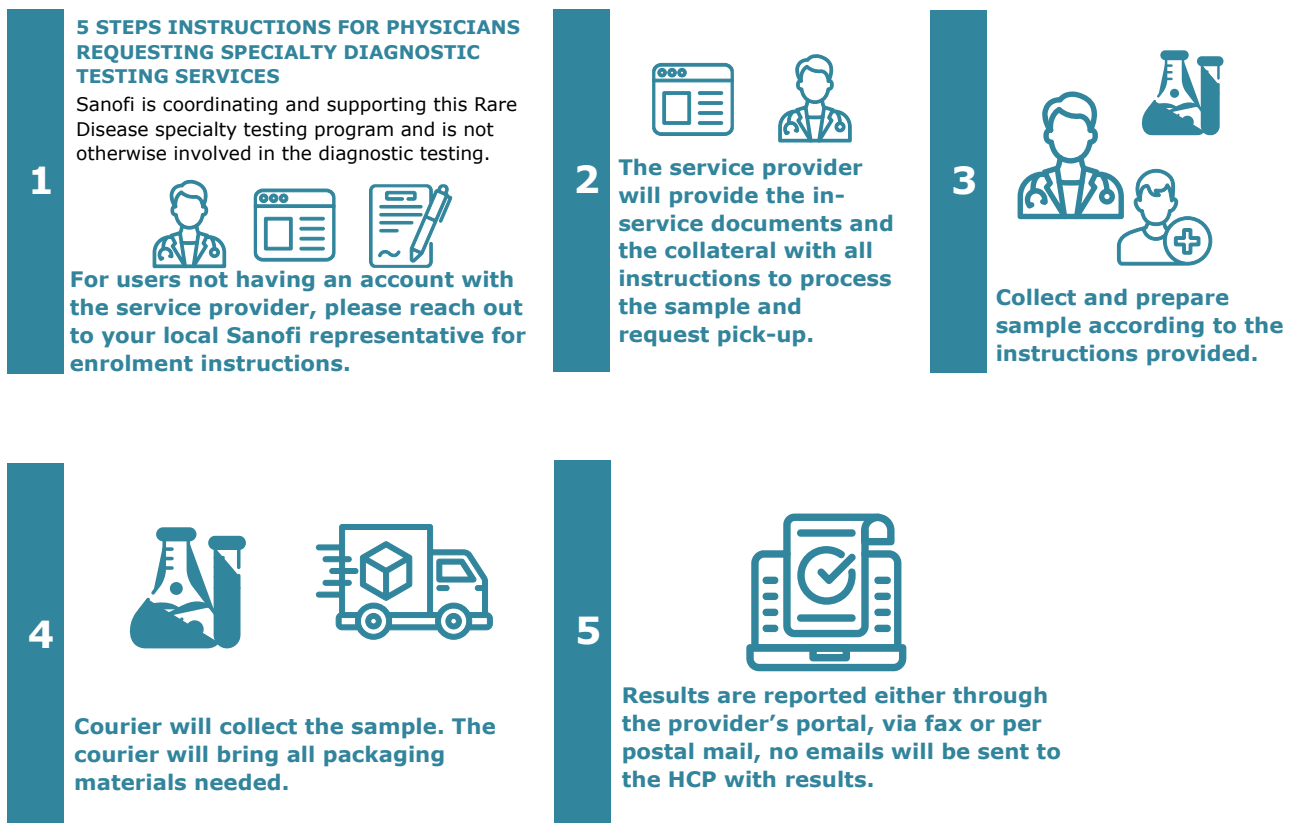 1
5 STEPS INSTRUCTIONS FOR PHYSICIANS
REQUESTING SPECIALTY DIAGNOSTIC
TESTING SERVICES
Sanofi is coordinating and supporting this Rare
Disease specialty testing program and is not
otherwise involved in the diagnostic testing.
For users not having an account with
the service provider, please reach out
to your local Sanofi representative for
enrolment instructions.
2
The service provider
will provide the in-
service documents and
the collateral with all
instructions to process
the sample and
request pick-up.
3
Collect and prepare
sample according to the
instructions provided.
4
Courier will collect the sample. The
courier will bring all packaging
materials needed.
5
Results are reported either through
the provider’s portal, via fax or per
postal mail, no emails will be sent to
the HCP with results.